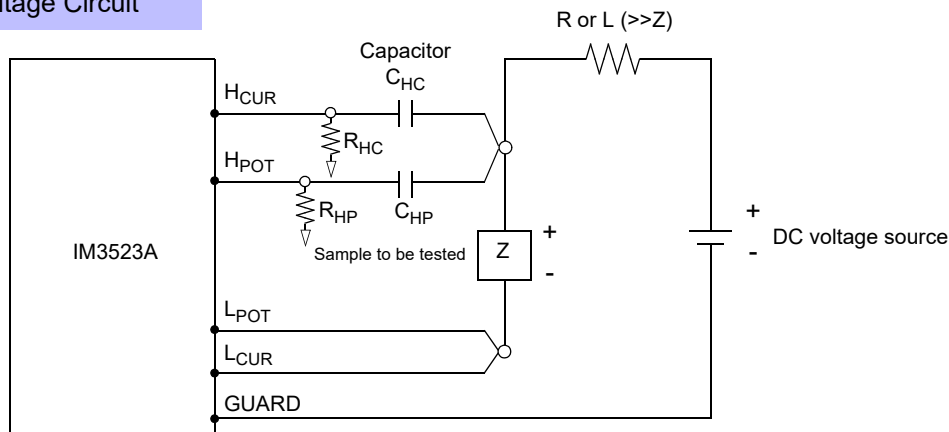 tage Circuit
R or L (>>Z)
Capacitor
CHC
HCUR
RHC
HPOT
RHP
CHP
+
+
IM3523A
Sample to be tested
Z
DC voltage source
-
-
LPOT
LCUR
GUARD